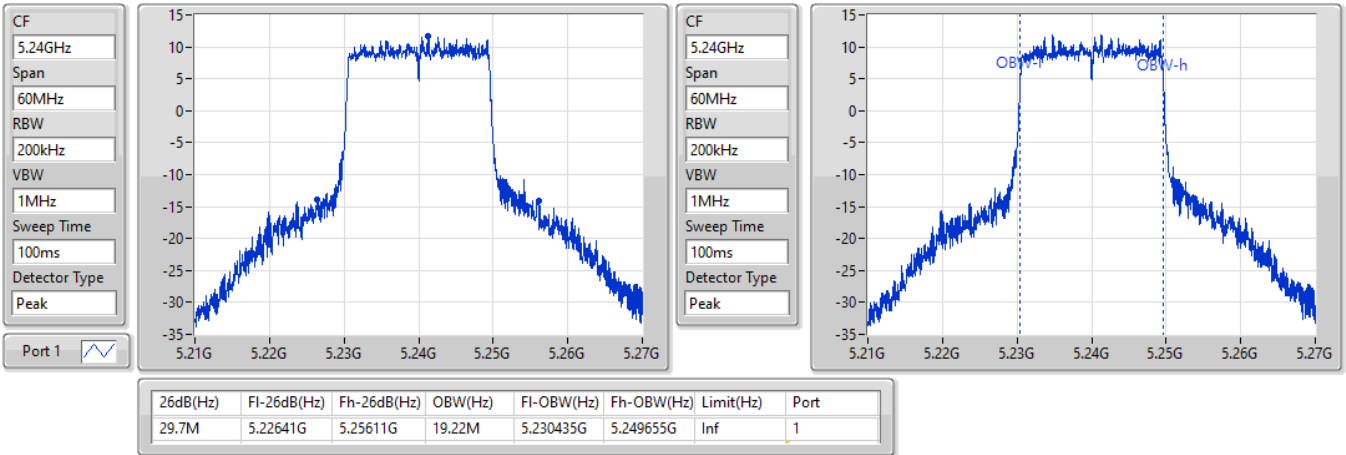 CF
5.24GHz
Span
60MHz
RBW
200kHz
VBW
1MHz
Sweep Time
100ms
Detector Type
Peak
Port 1
15
10
5
0
-5
-10
-15
-20
-25
-30
-35
5.21G 5.22G 5.23G 5.24G 5.25G 5.26G 5.27G
CF
5.24GHz
Span
60MHz
RBW
200kHz
VBW
1MHz
Sweep Time
100ms
Detector Type
Peak
15
10
5
0
-5
-10
-15
-20
-25
-30
-35
OBW-l
OBW-h
5.21G 5.22G 5.23G 5.24G 5.25G 5.26G 5.27G
26dB(Hz) Fl-26dB(Hz) Fh-26dB(Hz) OBW(Hz) Fl-OBW(Hz) Fh-OBW(Hz) Limit(Hz) Port
29.7M 5.22641G 5.25611G 19.22M 5.230435G 5.249655G Inf 1